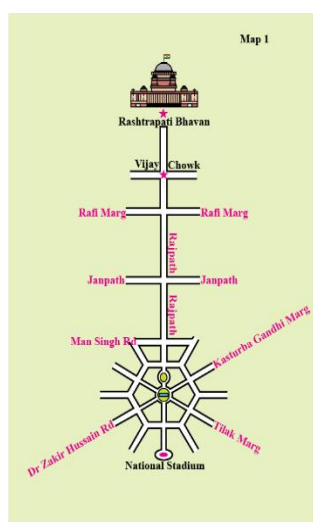 Map 1
Rashtrapati Bhavan
Vijay Chowk
Rafi Marg Rafi Marg
Rajpath
Janpath Janpath
Rajpath
Man Singh Rd
Kasturba Gandhi Marg
Dr Zakir Hussain Rd
Tilak Marg
National Stadium